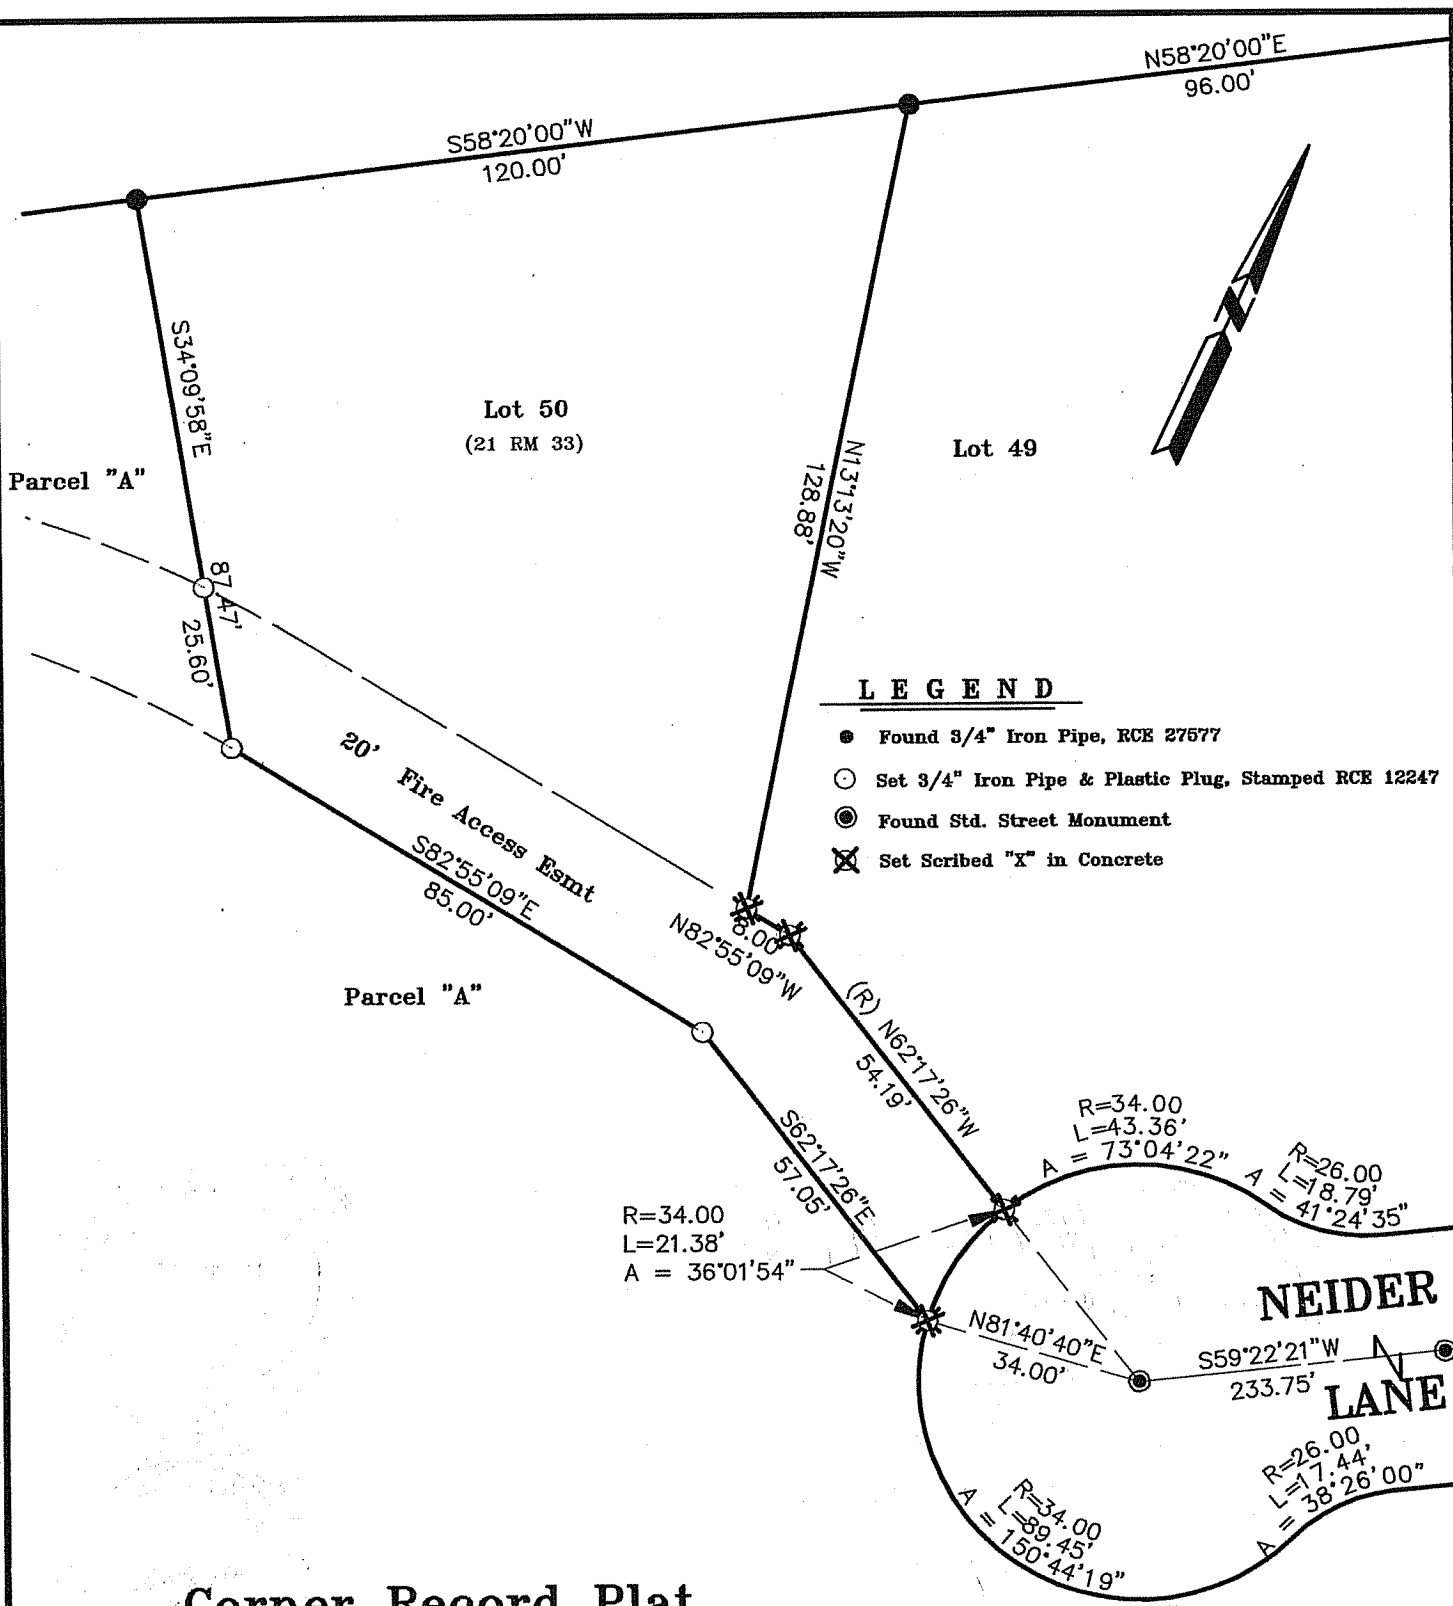 N58°20'00"E
96.00'
S58°20'00"W
120.00'
N
S34°09'58"E
87.47'
25.60'
Lot 50
(21 RM 33)
N13°13'20"W
128.88'
Lot 49
Parcel "A"
LEGEND
Found 3/4" Iron Pipe, RCE 27577
Set 3/4" Iron Pipe & Plastic Plug, Stamped RCE 12247
Found Std. Street Monument
Set Scribed "X" in Concrete
20' Fire Access Esmt
S82°55'09"E
85.00'
8.00'
N82°55'09"W
Parcel "A"
(R) N62°17'26"W
54.19'
S62°17'26"E
57.05'
R=34.00
L=43.36'
Δ = 73°04'22"
R=26.00
L=18.79'
Δ = 41°24'35"
R=34.00
L=21.38'
Δ = 36°01'54"
N81°40'40"E
34.00'
NEIDER
S59°22'21"W
233.75'
LANE
R=26.00
L=17.44'
Δ = 38°26'00"
R=34.00
L=89.45'
Δ = 150°44'19"
Corner Record Plat